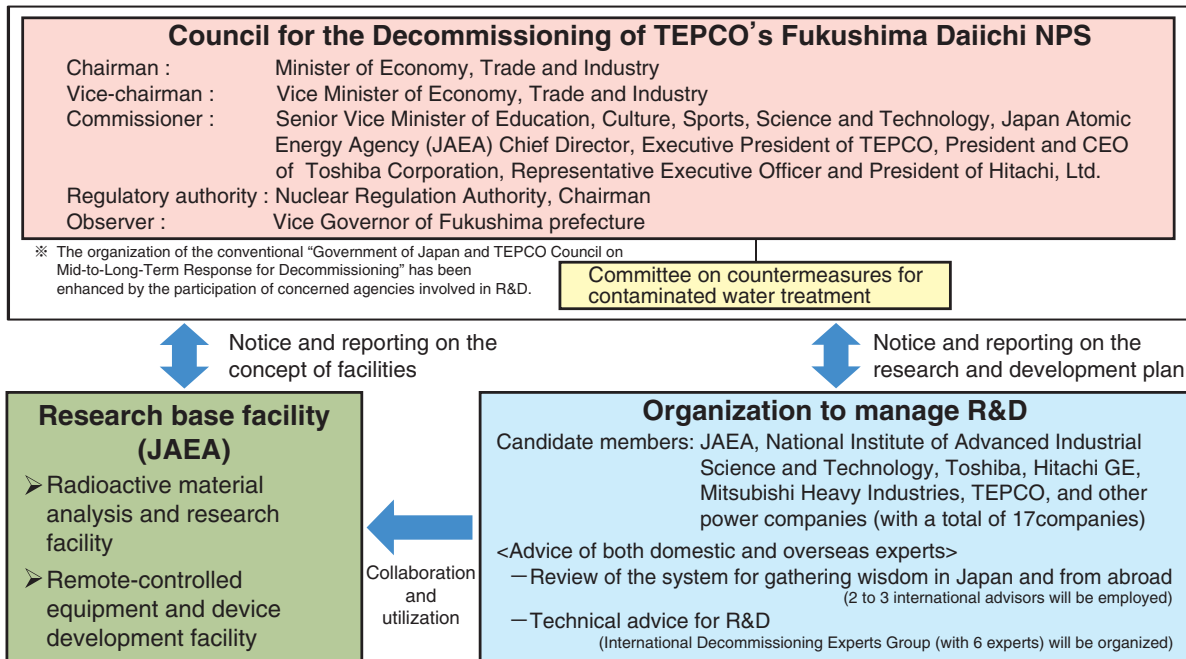 Council for the Decommissioning of TEPCO's Fukushima Daiichi NPS
Chairman : Minister of Economy, Trade and Industry
Vice-chairman : Vice Minister of Economy, Trade and Industry
Commissioner : Senior Vice Minister of Education, Culture, Sports, Science and Technology, Japan Atomic
Energy Agency (JAEA) Chief Director, Executive President of TEPCO, President and CEO
of Toshiba Corporation, Representative Executive Officer and President of Hitachi, Ltd.
Regulatory authority : Nuclear Regulation Authority, Chairman
Observer : Vice Governor of Fukushima prefecture
※ The organization of the conventional “Government of Japan and TEPCO Council on
Mid-to-Long-Term Response for Decommissioning” has been
enhanced by the participation of concerned agencies involved in R&D.
Committee on countermeasures for
contaminated water treatment
Notice and reporting on the
concept of facilities
Notice and reporting on the
research and development plan
Research base facility
(JAEA)
➢ Radioactive material
analysis and research
facility
➢ Remote-controlled
equipment and device
development facility
Collaboration
and
utilization
Organization to manage R&D
Candidate members: JAEA, National Institute of Advanced Industrial
Science and Technology, Toshiba, Hitachi GE,
Mitsubishi Heavy Industries, TEPCO, and other
power companies (with a total of 17companies)
<Advice of both domestic and overseas experts>
－Review of the system for gathering wisdom in Japan and from abroad
(2 to 3 international advisors will be employed)
－Technical advice for R&D
(International Decommissioning Experts Group (with 6 experts) will be organized)